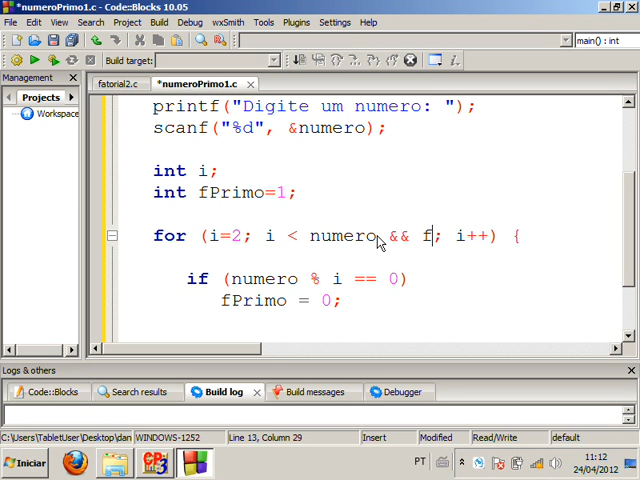 *numeroPrimo1.c - Code::Blocks 10.05
File Edit View Search Project Build Debug wxSmith Tools Plugins Settings Help
main() : int
Build target:
Management
Projects
Workspace
fatorial2.c *numeroPrimo1.c
printf("Digite um numero: ");
scanf("%d", &numero);
int i;
int fPrimo=1;
for (i=2; i < numero && f; i++) {
if (numero % i == 0)
fPrimo = 0;
Logs & others
Code::Blocks Search results Build log Build messages Debugger
C:\Users\TabletUser\Desktop\dan WINDOWS-1252 Line 13, Column 29 Insert Modified Read/Write default
Iniciar PT 11:12
24/04/2012